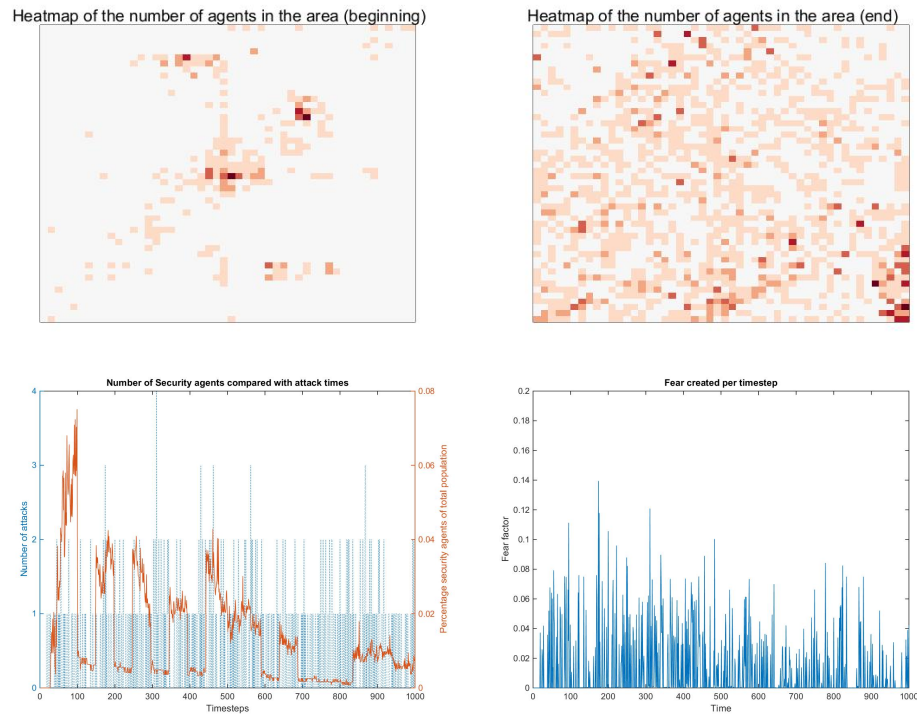 Heatmap of the number of agents in the area (beginning)
Heatmap of the number of agents in the area (end)
Number of Security agents compared with attack times
4
3
2
1
0
Number of attacks
0.08
0.06
0.04
0.02
0
Percentage security agents of total population
0 100 200 300 400 500 600 700 800 900 1000
Timesteps
Fear created per timestep
0.2
0.18
0.16
0.14
0.12
0.1
0.08
0.06
0.04
0.02
0
Fear factor
0 100 200 300 400 500 600 700 800 900 1000
Time